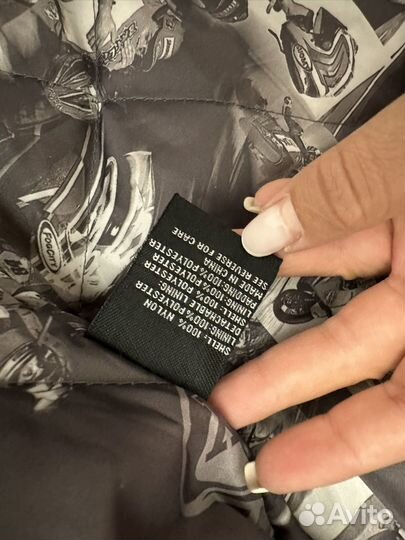 SHELL: 100% NYLON
LINING:100% POLYESTER
DETACHABLE LINING:
SHELL: 100% POLYESTER
PADDING:100% POLYESTER
MADE IN CHINA
SEE REVERSE FOR CARE
Avito